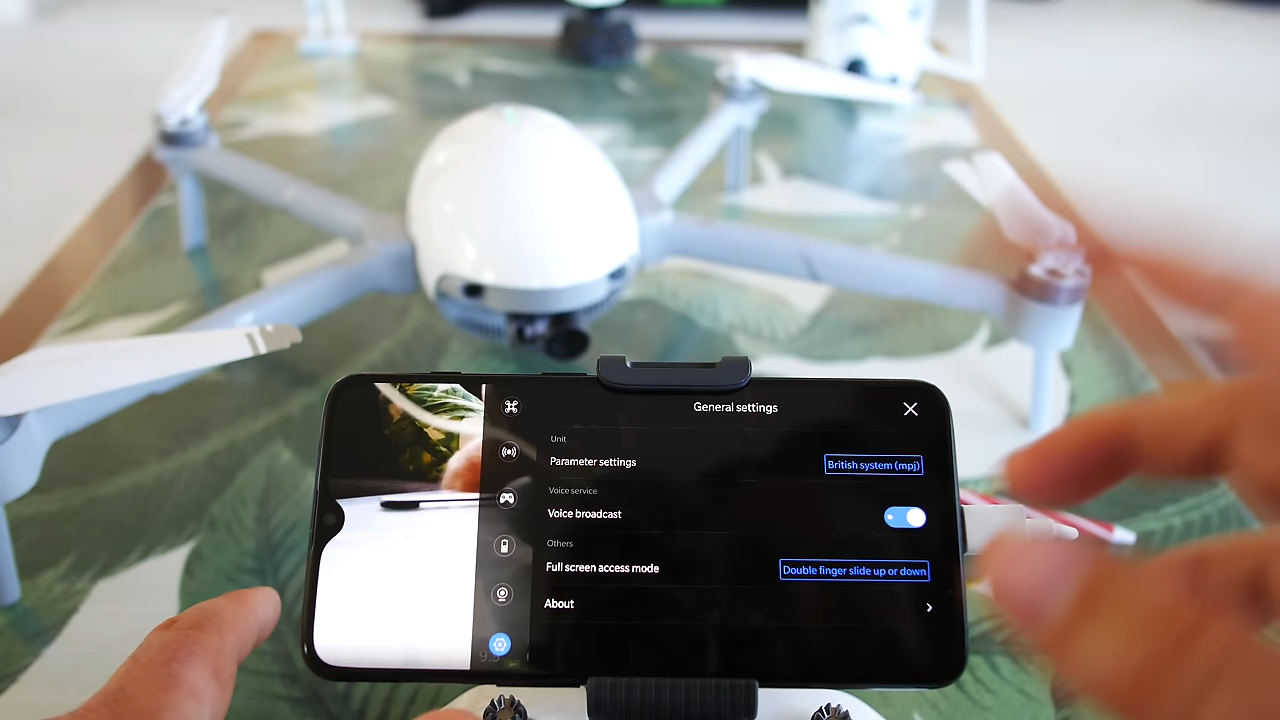 General settings
Unit
Parameter settings
British system (mpj)
Voice service
Voice broadcast
Others
Full screen access mode
Double finger slide up or down
About